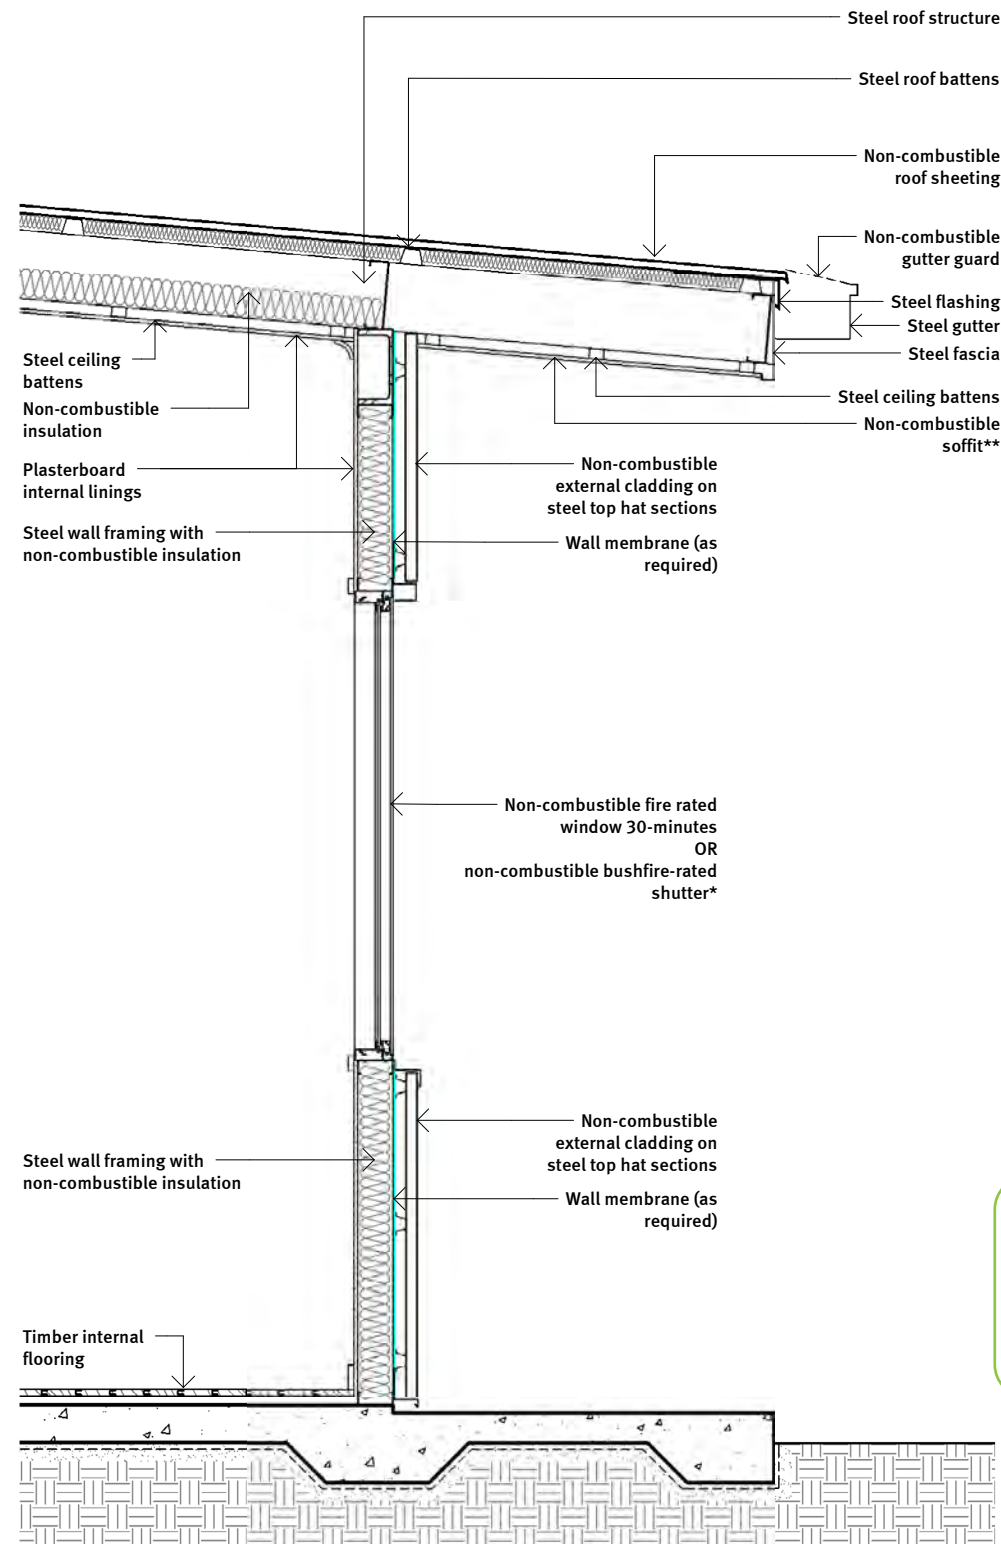 Steel roof structure
Steel roof battens
Non-combustible
roof sheeting
Non-combustible
gutter guard
Steel flashing
Steel gutter
Steel fascia
Steel ceiling battens
Non-combustible
soffit**
Steel ceiling
battens
Non-combustible
insulation
Plasterboard
internal linings
Steel wall framing with
non-combustible insulation
Non-combustible
external cladding on
steel top hat sections
Wall membrane (as
required)
Non-combustible fire rated
window 30-minutes
OR
non-combustible bushfire-rated
shutter*
Non-combustible
external cladding on
steel top hat sections
Steel wall framing with
non-combustible insulation
Wall membrane (as
required)
Timber internal
flooring